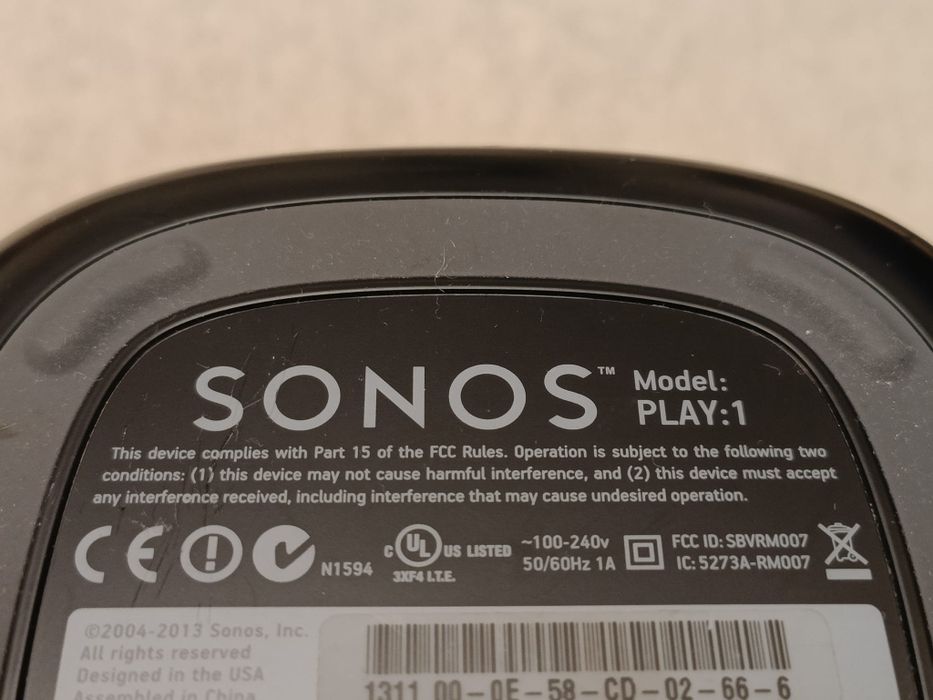 SONOS™ Model:
PLAY:1
This device complies with Part 15 of the FCC Rules. Operation is subject to the following two
conditions: (1) this device may not cause harmful interference, and (2) this device must accept
any interference received, including interference that may cause undesired operation.
CE N1594 C UL US LISTED
3XF4 I.T.E.
~100-240v
50/60Hz 1A
FCC ID: SBVRM007
IC: 5273A-RM007
©2004-2013 Sonos, Inc.
All rights reserved
Designed in the USA
Assembled in China
1311 00-0E-58-CD-02-66-6